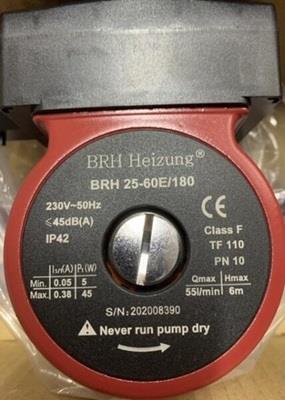 BRH Heizung®
BRH 25-60E/180
230V~50Hz
≤45dB(A)
IP42
CE
Class F
TF 110
PN 10
I1/1(A) P1(W)
Min. 0.05 5
Max. 0.38 45
Qmax Hmax
55l/min 6m
S/N: 202008390
Never run pump dry